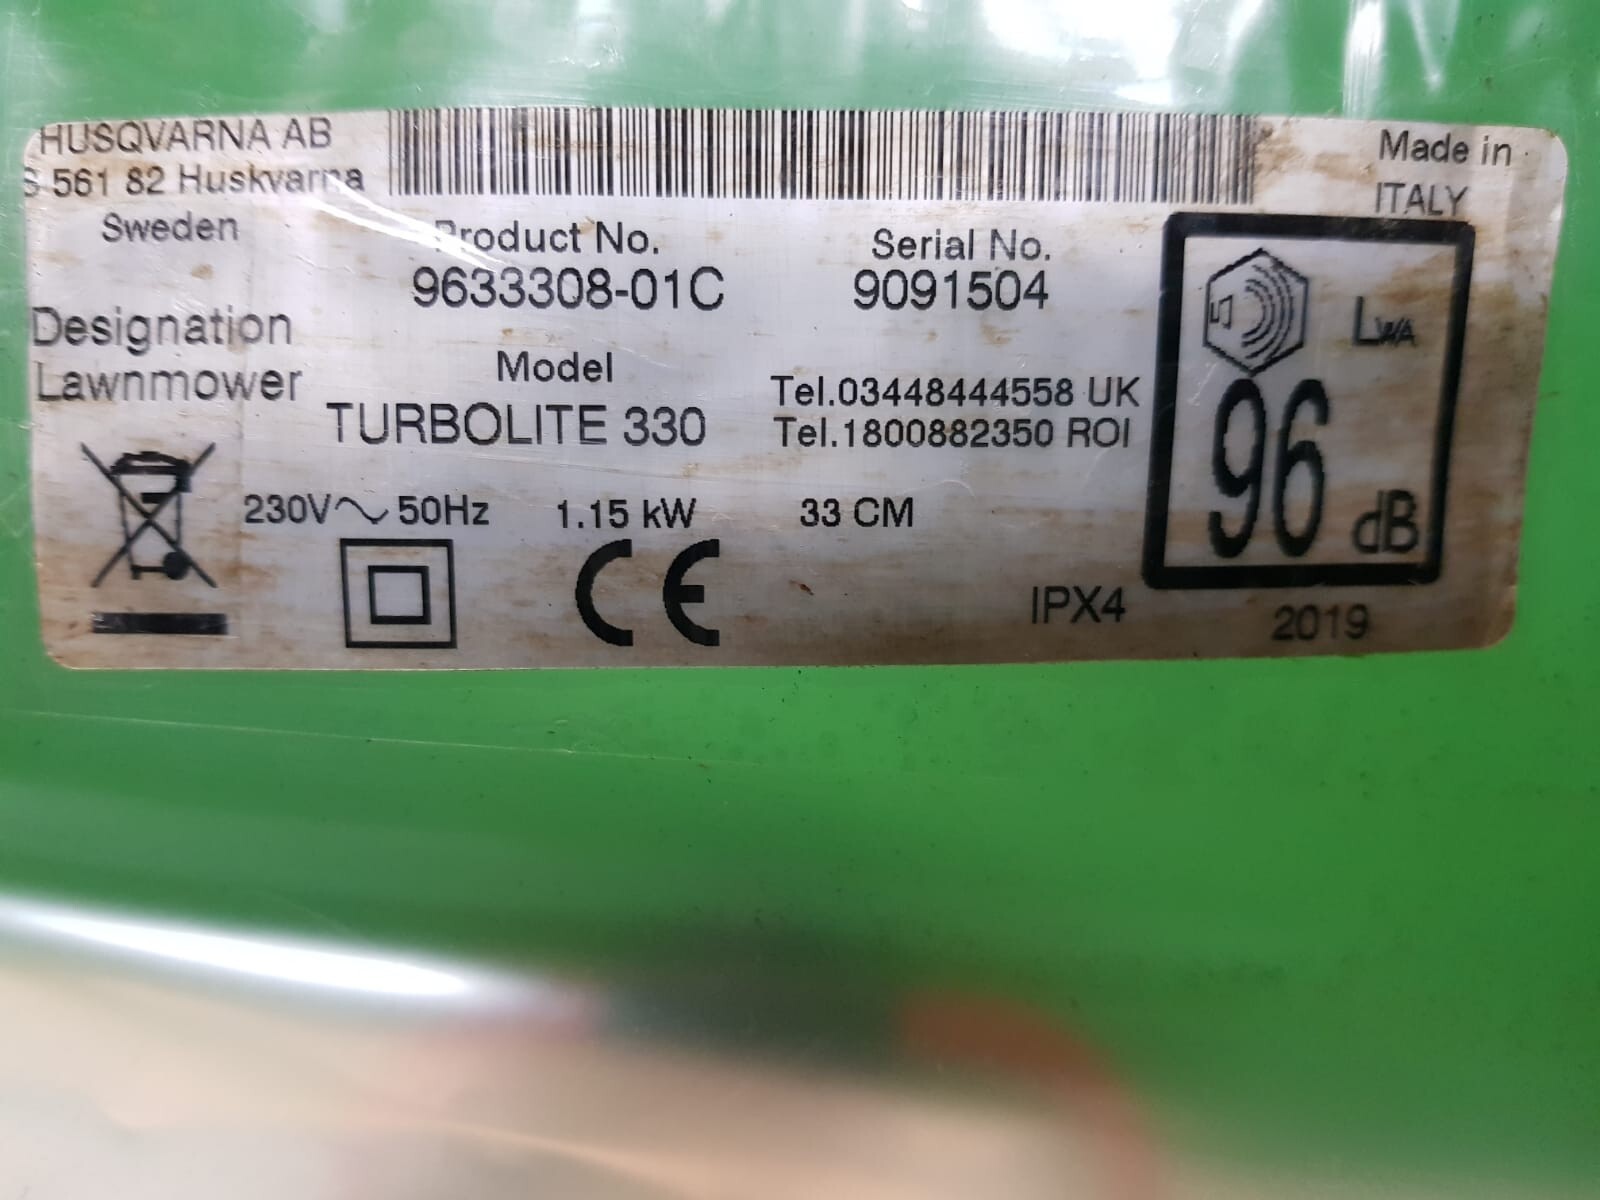 HUSQVARNA AB
S 561 82 Huskvarna
Sweden
Made in
ITALY
Product No.
9633308-01C
Serial No.
9091504
Designation
Lawnmower
Model
TURBOLITE 330
Tel.03448444558 UK
Tel.1800882350 ROI
LWA
96 dB
230V~50Hz
1.15 kW
33 CM
CE
IPX4
2019